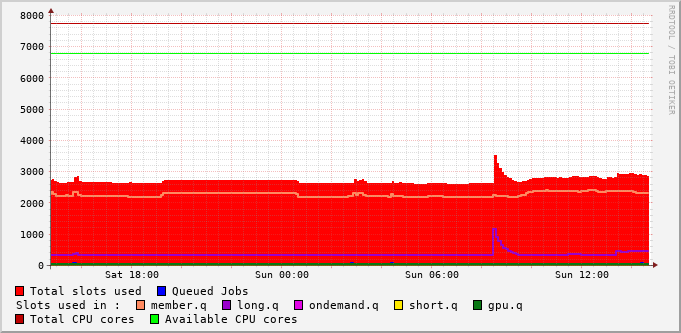 8000
7000
6000
5000
4000
3000
2000
1000
0
Sat 18:00 Sun 00:00 Sun 06:00 Sun 12:00
RRDTOOL / TOBI OETIKER
Total slots used Queued Jobs
Slots used in : member.q long.q ondemand.q short.q gpu.q
Total CPU cores Available CPU cores